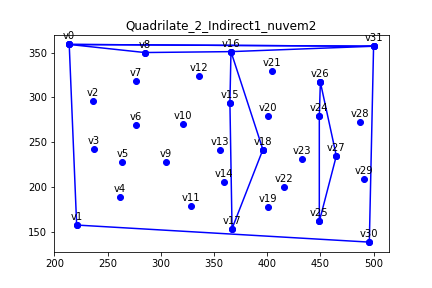 Quadrilate_2_Indirect1_nuvem2
v0
v31
v8
v16
350
v21
v12
v26
v7
300
v2
v15
v20
v24
v28
v6
v10
250
v3
v13
v18
v27
v5
v9
v23
v14
v29
200
v4
v22
v11
v19
v25
v1
v17
150
v30
200
250
300
350
400
450
500